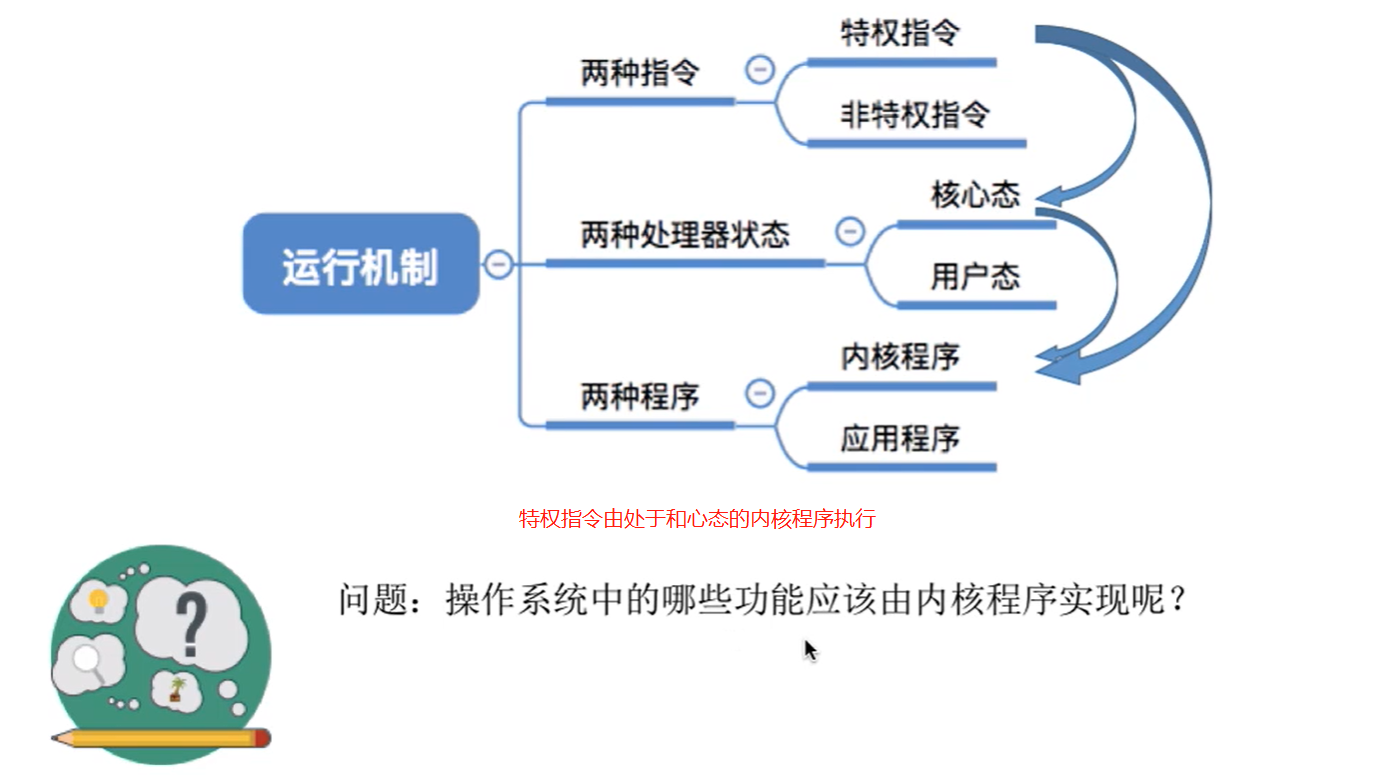 特权指令
两种指令
非特权指令
核心态
两种处理器状态
运行机制
用户态
内核程序
两种程序
应用程序
特权指令由处于和心态的内核程序执行
问题：操作系统中的哪些功能应该由内核程序实现呢？
?